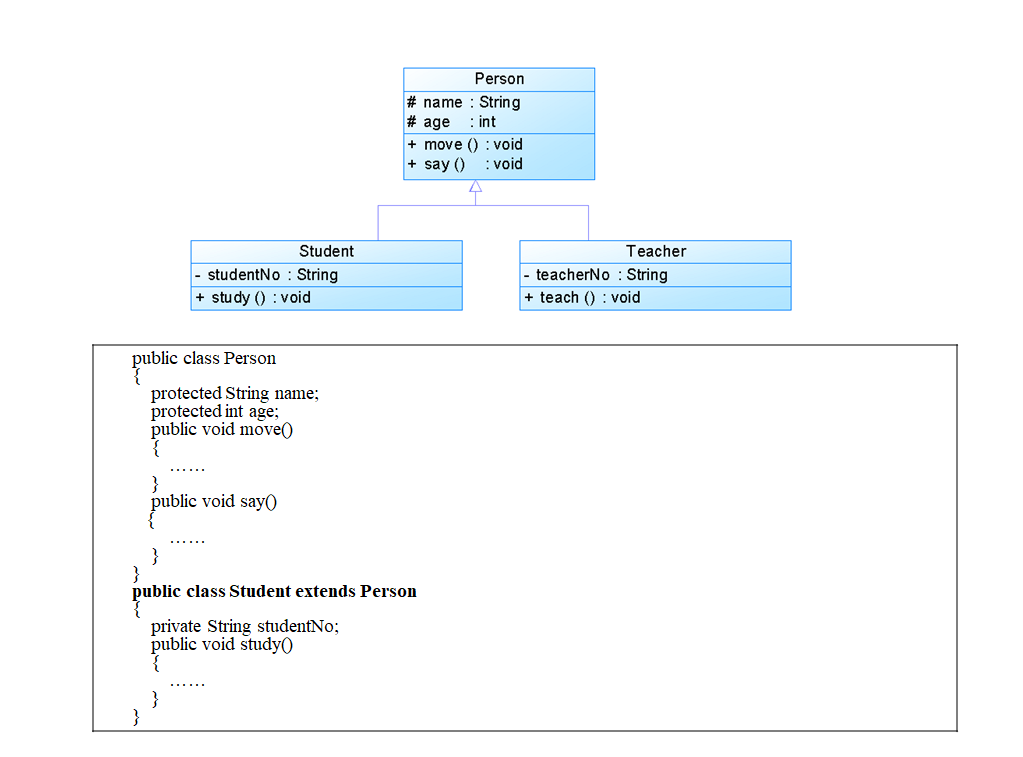 Person
# name : String
# age : int
+ move () : void
+ say () : void
Student
- studentNo : String
+ study () : void
Teacher
- teacherNo : String
+ teach () : void
public class Person
{
protected String name;
protected int age;
public void move()
{
……
}
public void say()
{
……
}
}
public class Student extends Person
{
private String studentNo;
public void study()
{
……
}
}